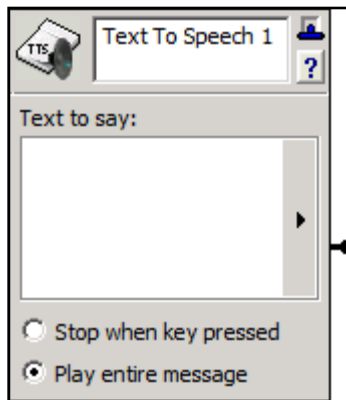 TTS
Text To Speech 1
?
Text to say:
Stop when key pressed
Play entire message